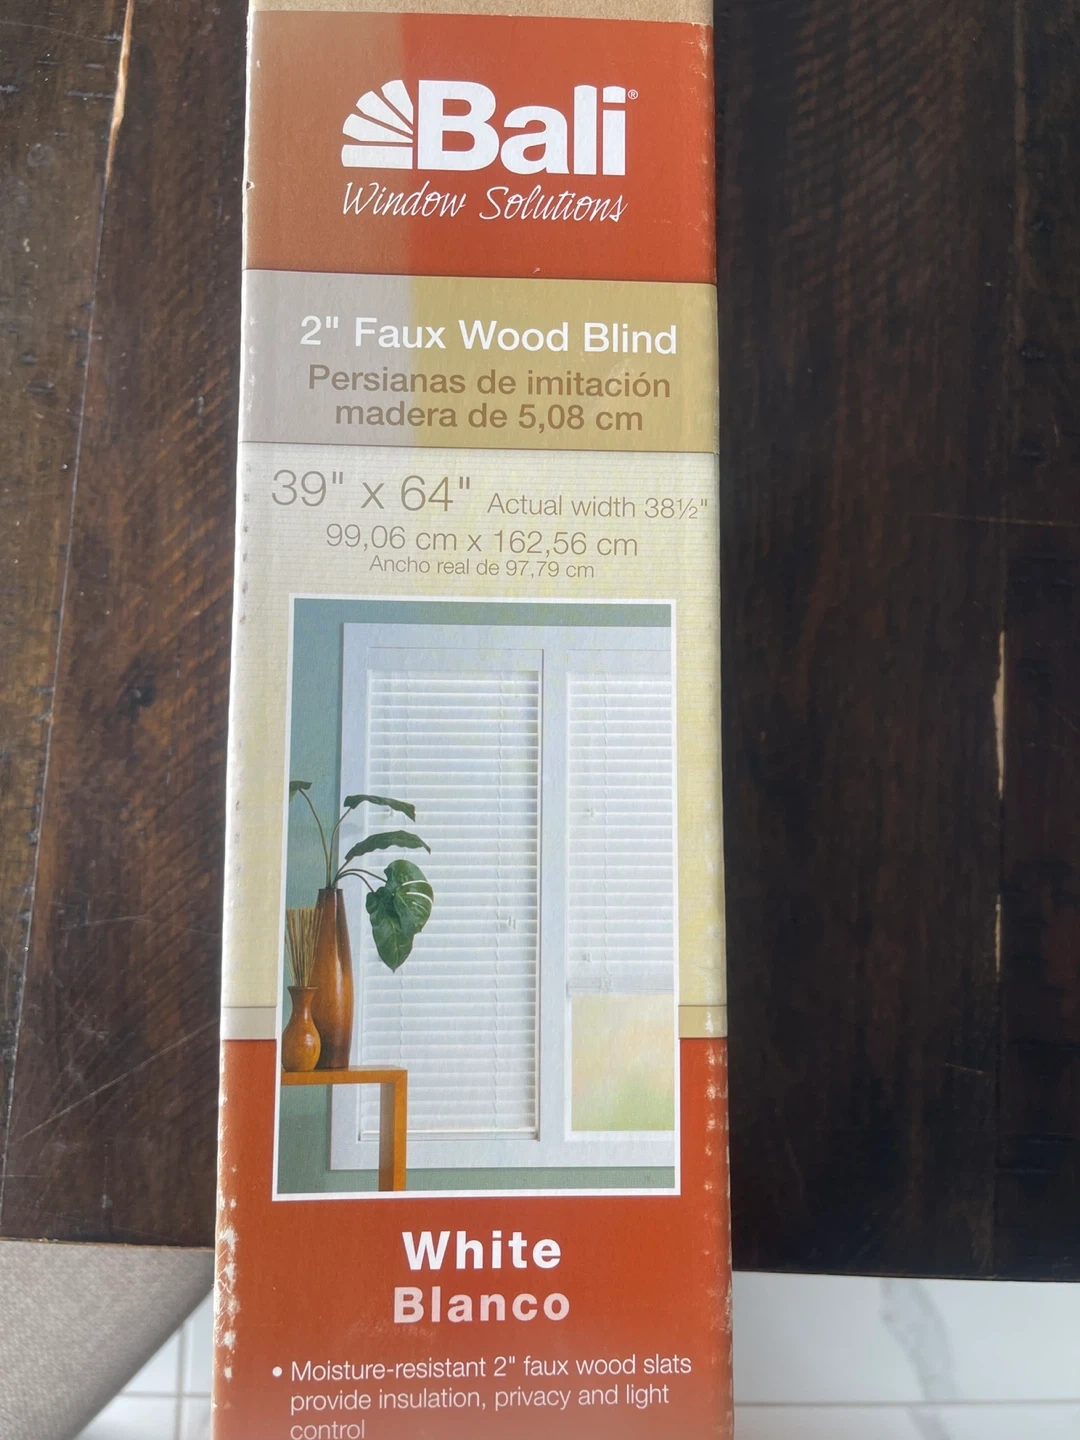 Bali®
Window Solutions
2" Faux Wood Blind
Persianas de imitación
madera de 5,08 cm
39" x 64" Actual width 38½"
99,06 cm x 162,56 cm
Ancho real de 97,79 cm
White
Blanco
• Moisture-resistant 2" faux wood slats
provide insulation, privacy and light
control